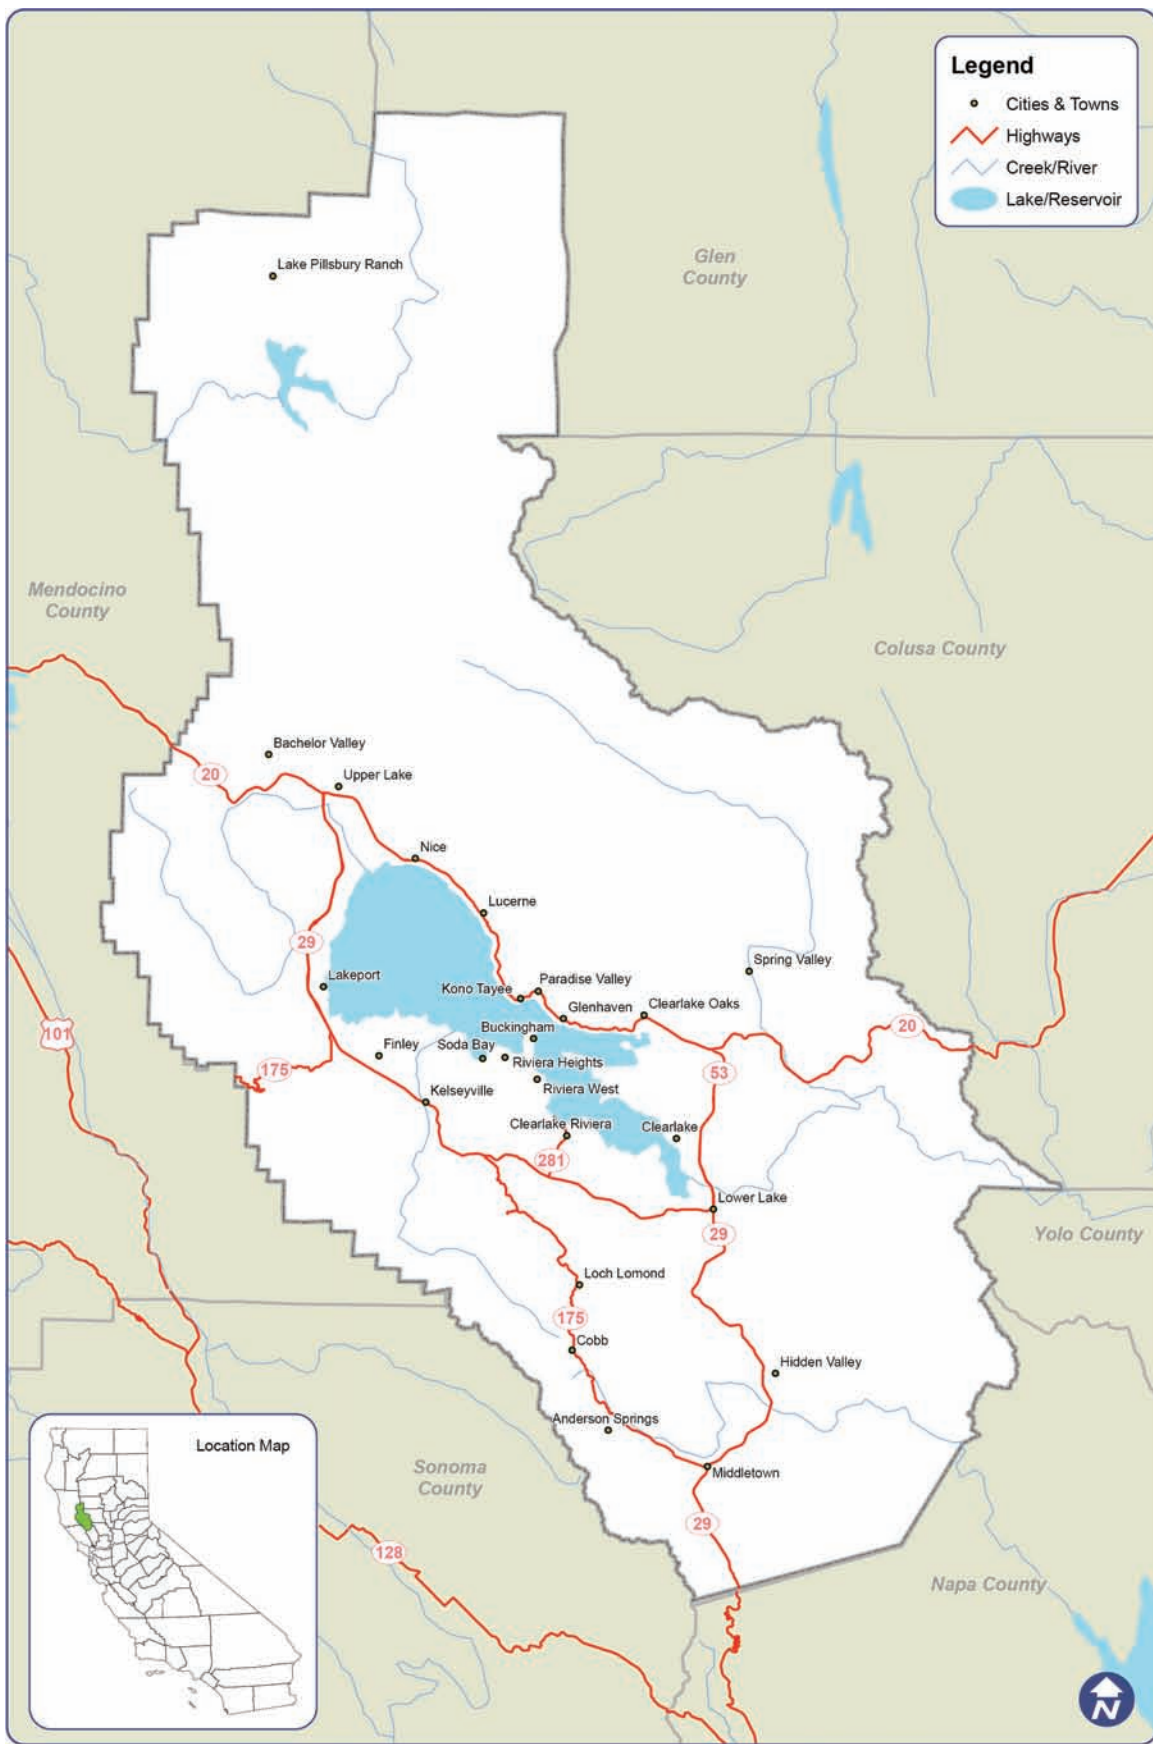 Legend
Cities & Towns
Highways
Creek/River
Lake/Reservoir
Glen
County
Lake Pillsbury Ranch
Mendocino
County
Colusa County
Bachelor Valley
20
Upper Lake
Nice
Lucerne
29
Spring Valley
Lakeport
Paradise Valley
Kono Tayee
Glenhaven
Clearlake Oaks
20
101
Buckingham
Finley
Soda Bay
Riviera Heights
175
53
Riviera West
Kelseyville
Clearlake Riviera
Clearlake
281
Lower Lake
29
Yolo County
Loch Lomond
175
Cobb
Hidden Valley
Anderson Springs
Location Map
Middletown
Sonoma
County
29
128
Napa County
N